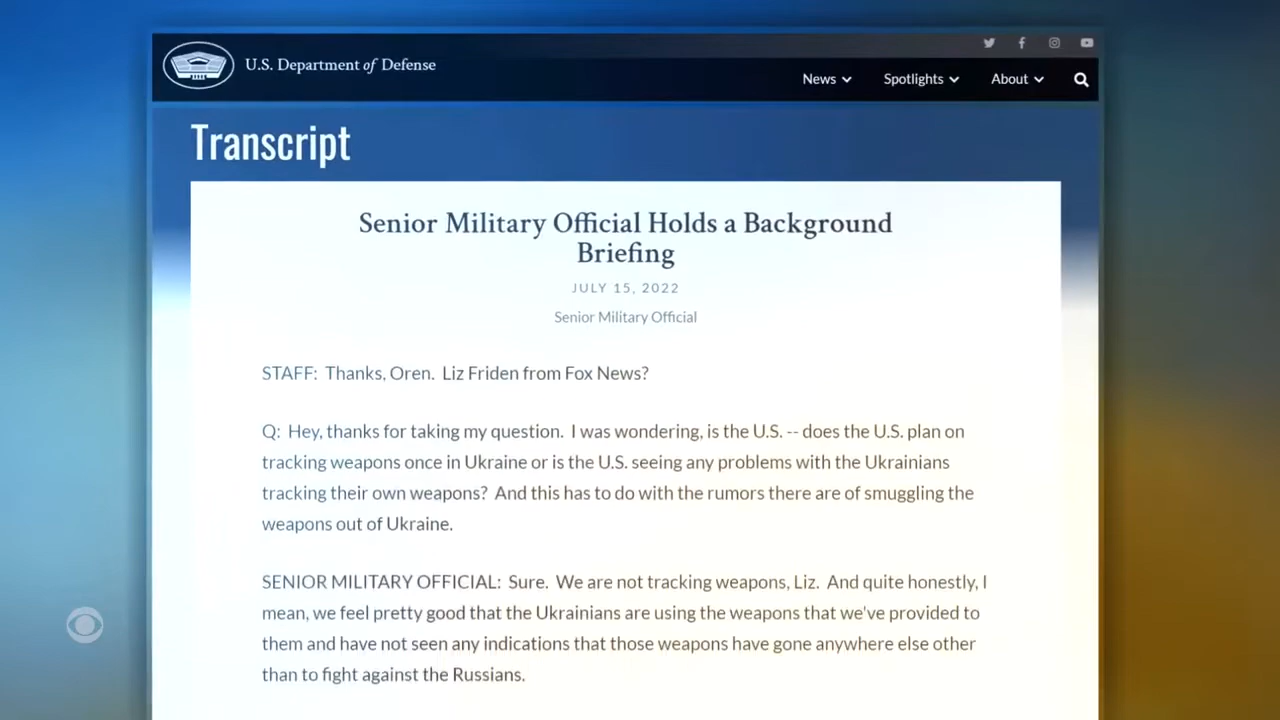 U.S. Department of Defense
News
Spotlights
About
Transcript
Senior Military Official Holds a Background
Briefing
JULY 15, 2022
Senior Military Official
STAFF: Thanks, Oren. Liz Friden from Fox News?
Q: Hey, thanks for taking my question. I was wondering, is the U.S. -- does the U.S. plan on
tracking weapons once in Ukraine or is the U.S. seeing any problems with the Ukrainians
tracking their own weapons? And this has to do with the rumors there are of smuggling the
weapons out of Ukraine.
SENIOR MILITARY OFFICIAL: Sure. We are not tracking weapons, Liz. And quite honestly, I
mean, we feel pretty good that the Ukrainians are using the weapons that we've provided to
them and have not seen any indications that those weapons have gone anywhere else other
than to fight against the Russians.